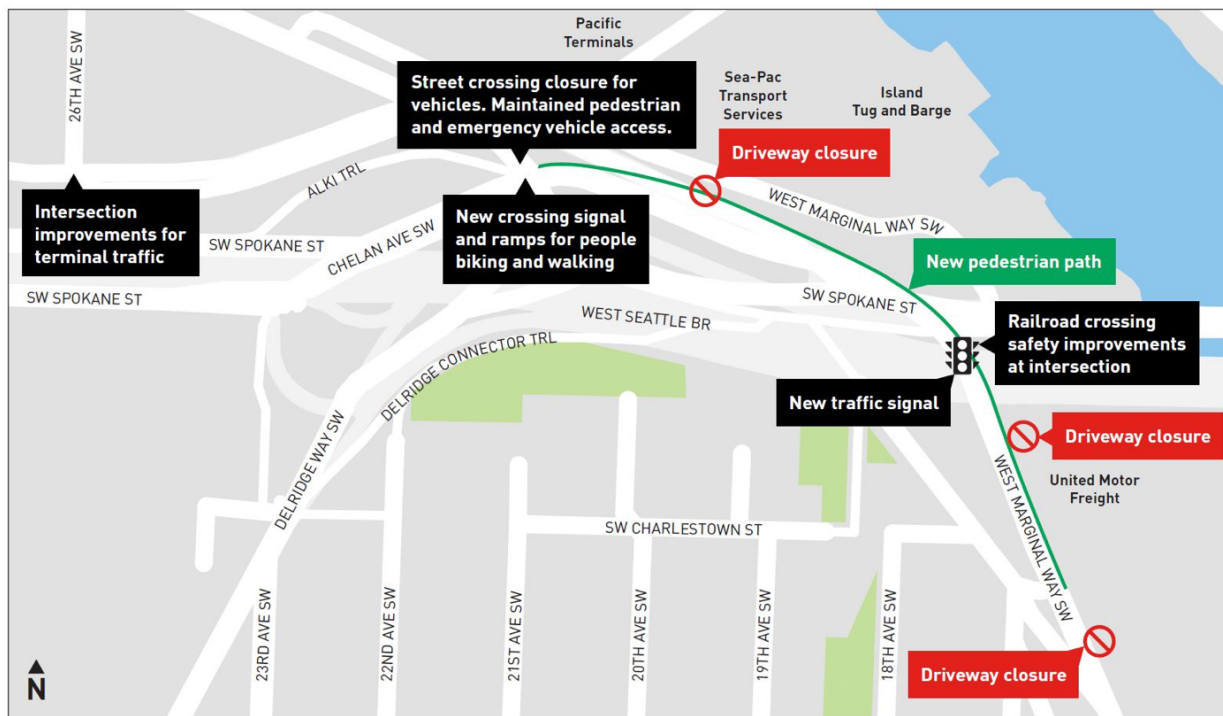 Pacific
Terminals
26TH AVE SW
Street crossing closure for
vehicles. Maintained pedestrian
and emergency vehicle access.
Sea-Pac
Transport
Services
Island
Tug and Barge
Driveway closure
ALKI TRL
Intersection
improvements for
terminal traffic
SW SPOKANE ST
CHELAN AVE SW
New crossing signal
and ramps for people
biking and walking
WEST MARGINAL WAY SW
New pedestrian path
SW SPOKANE ST
SW SPOKANE ST
WEST SEATTLE BR
DELRIDGE CONNECTOR TRL
Railroad crossing
safety improvements
at intersection
New traffic signal
Driveway closure
DELRIDGE WAY SW
United Motor
Freight
WEST MARGINAL WAY SW
SW CHARLESTOWN ST
23RD AVE SW
22ND AVE SW
21ST AVE SW
20TH AVE SW
19TH AVE SW
18TH AVE SW
Driveway closure
N